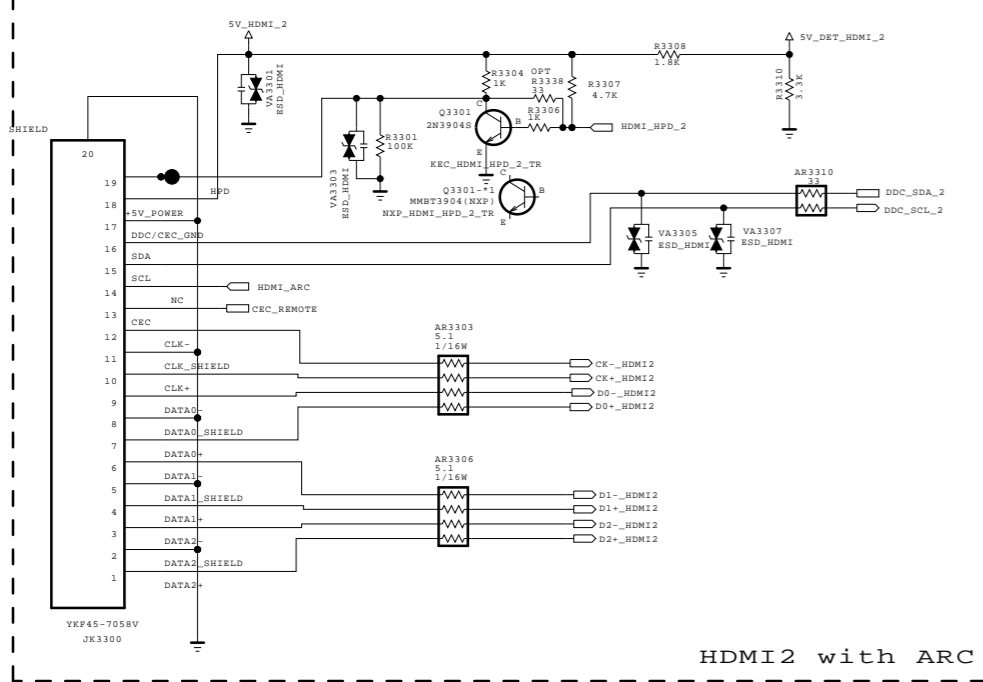 5V_HDMI_2
5V_DET_HDMI_2
VA3301
ESD_HDMI
R3304
1K
OPT
R3338
33
R3307
4.7K
R3308
1.8K
R3310
3.3K
SHIELD
Q3301
2N3904S
C
B
E
R3306
1K
HDMI_HPD_2
VA3303
ESD_HDMI
R3301
100K
KEC_HDMI_HPD_2_TR
Q3301-*1
MMBT3904(NXP)
NXP_HDMI_HPD_2_TR
C
B
E
AR3310
33
DDC_SDA_2
DDC_SCL_2
VA3305
ESD_HDMI
VA3307
ESD_HDMI
20
19
HPD
18
+5V_POWER
17
DDC/CEC_GND
16
SDA
15
SCL
14
HDMI_ARC
NC
13
CEC_REMOTE
CEC
12
CLK-
11
CLK_SHIELD
10
CLK+
9
DATA0-
8
DATA0_SHIELD
7
DATA0+
6
DATA1-
5
DATA1_SHIELD
4
DATA1+
3
DATA2-
2
DATA2_SHIELD
1
DATA2+
AR3303
5.1
1/16W
CK-_HDMI2
CK+_HDMI2
D0-_HDMI2
D0+_HDMI2
AR3306
5.1
1/16W
D1-_HDMI2
D1+_HDMI2
D2-_HDMI2
D2+_HDMI2
YKF45-7058V
JK3300
HDMI2 with ARC